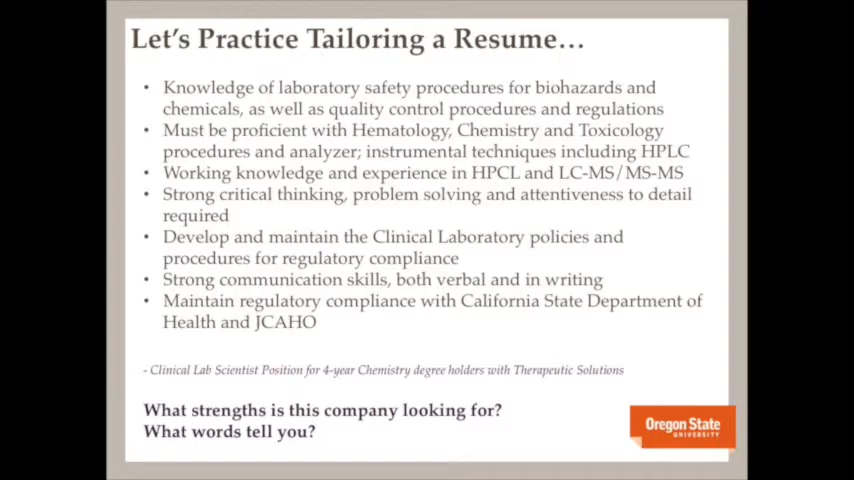 Let's Practice Tailoring a Resume…
• Knowledge of laboratory safety procedures for biohazards and
chemicals, as well as quality control procedures and regulations
• Must be proficient with Hematology, Chemistry and Toxicology
procedures and analyzer; instrumental techniques including HPLC
• Working knowledge and experience in HPCL and LC-MS/MS-MS
• Strong critical thinking, problem solving and attentiveness to detail
required
• Develop and maintain the Clinical Laboratory policies and
procedures for regulatory compliance
• Strong communication skills, both verbal and in writing
• Maintain regulatory compliance with California State Department of
Health and JCAHO
- Clinical Lab Scientist Position for 4-year Chemistry degree holders with Therapeutic Solutions
What strengths is this company looking for?
What words tell you?
Oregon State
UNIVERSITY